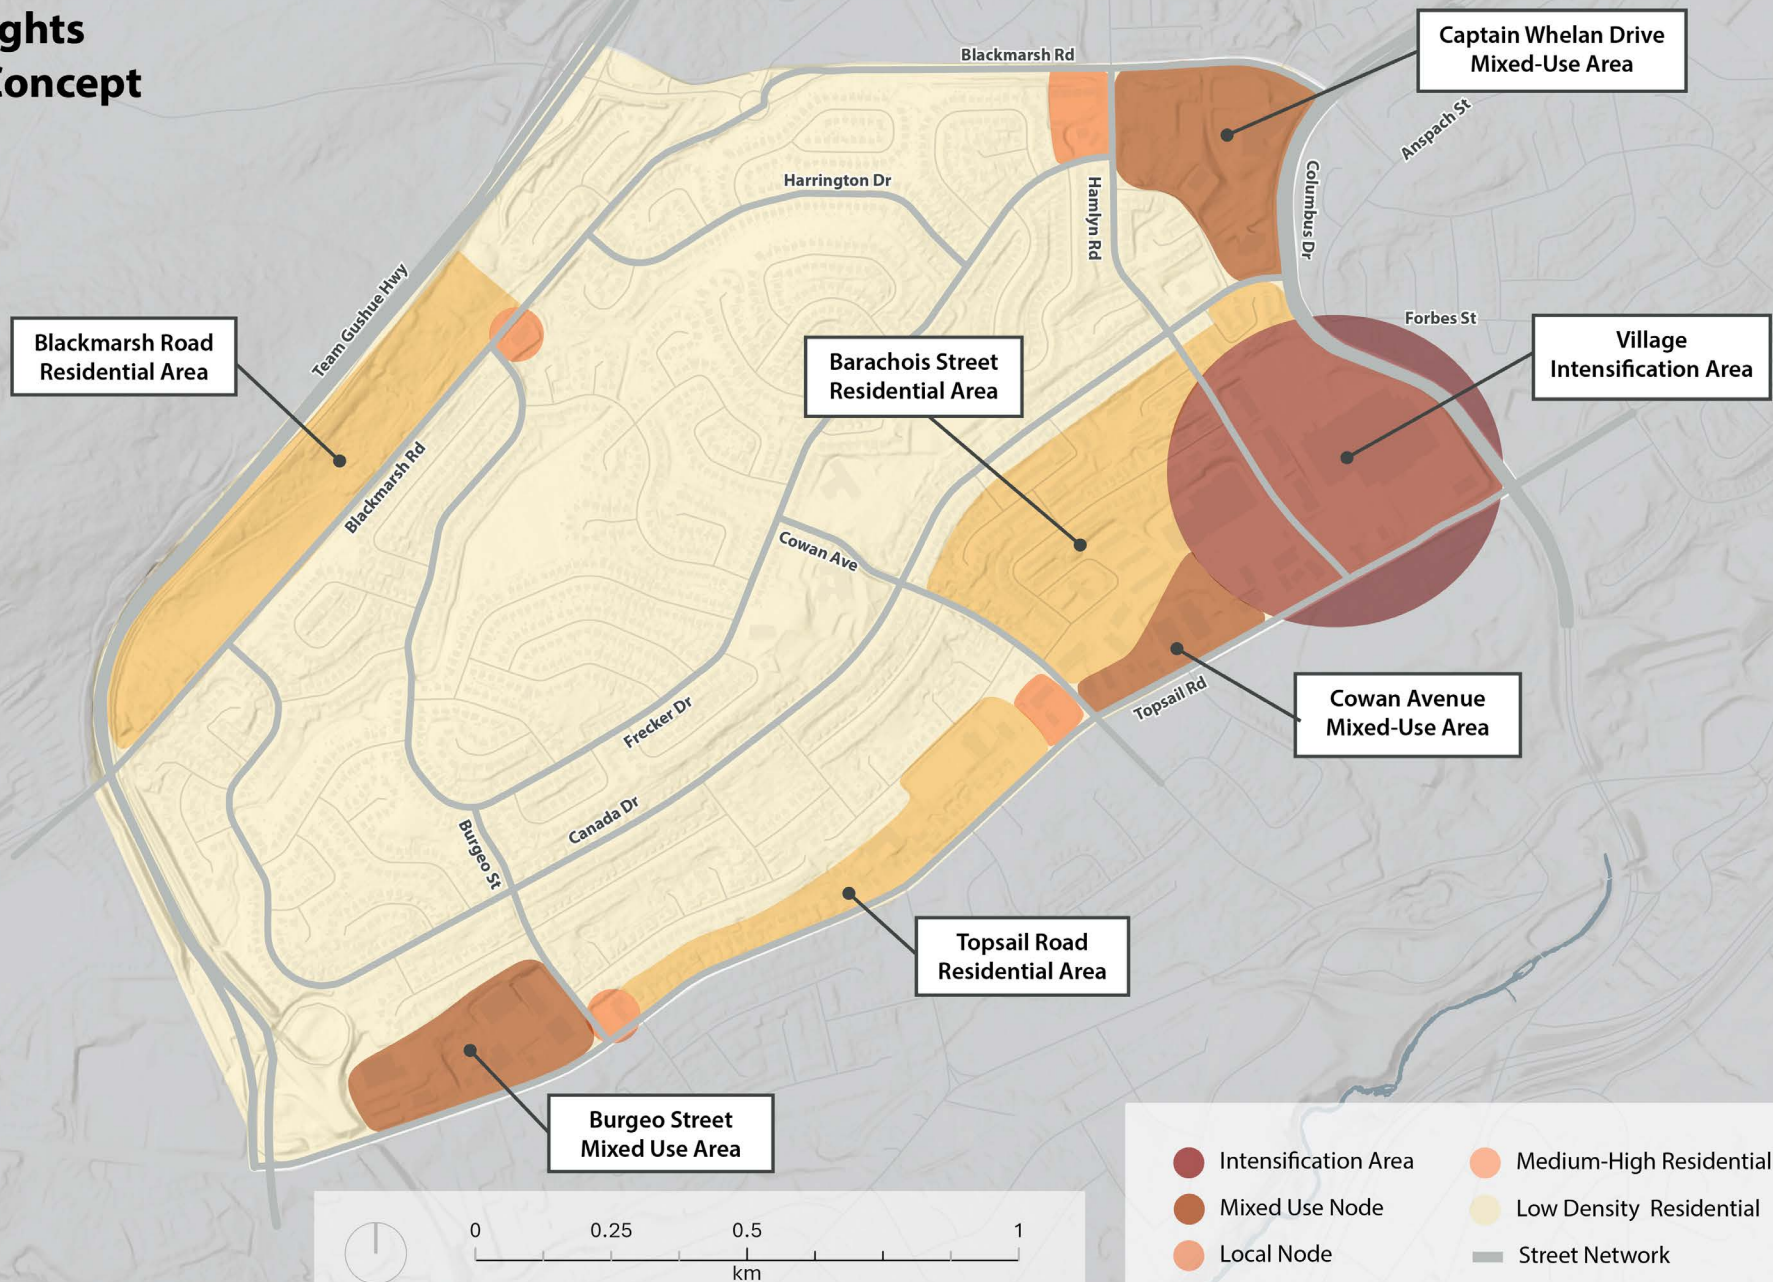 ghts
Concept
Blackmarsh Rd
Captain Whelan Drive
Mixed-Use Area
Anspach St
Harrington Dr
Hamlyn Rd
Columbus Dr
Team Gushue Hwy
Forbes St
Blackmarsh Road
Residential Area
Barachois Street
Residential Area
Village
Intensification Area
Blackmarsh Rd
Cowan Ave
Topsail Rd
Cowan Avenue
Mixed-Use Area
Frecker Dr
Canada Dr
Burgeo St
Topsail Road
Residential Area
Burgeo Street
Mixed Use Area
0 0.25 0.5 1
km
Intensification Area
Mixed Use Node
Local Node
Medium-High Residential
Low Density Residential
Street Network